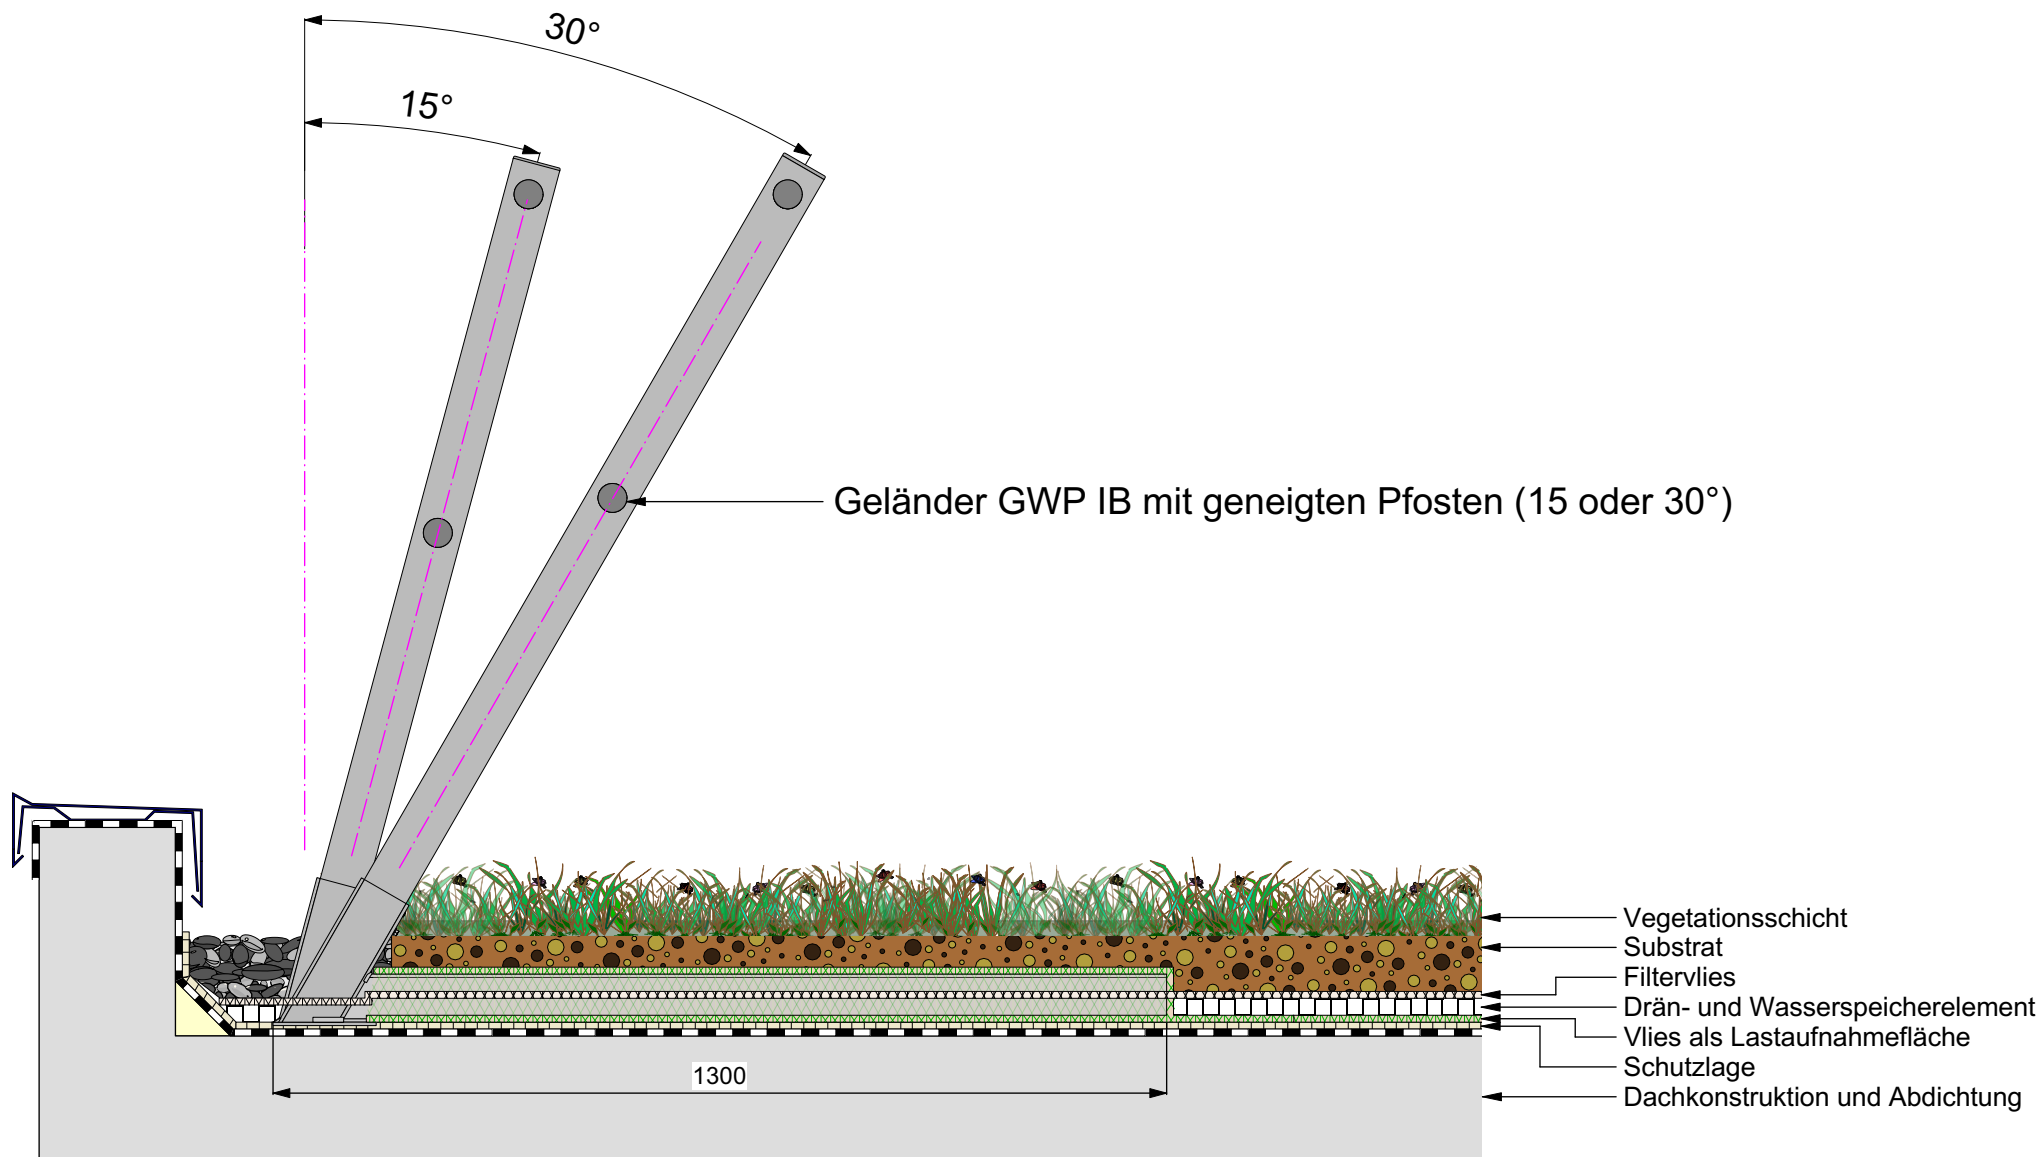 30°
15°
Geländer GWP IB mit geneigten Pfosten (15 oder 30°)
Vegetationsschicht
Substrat
Filtervlies
Drän- und Wasserspeicherelement
Vlies als Lastaufnahmefläche
Schutzlage
1300
Dachkonstruktion und Abdichtung